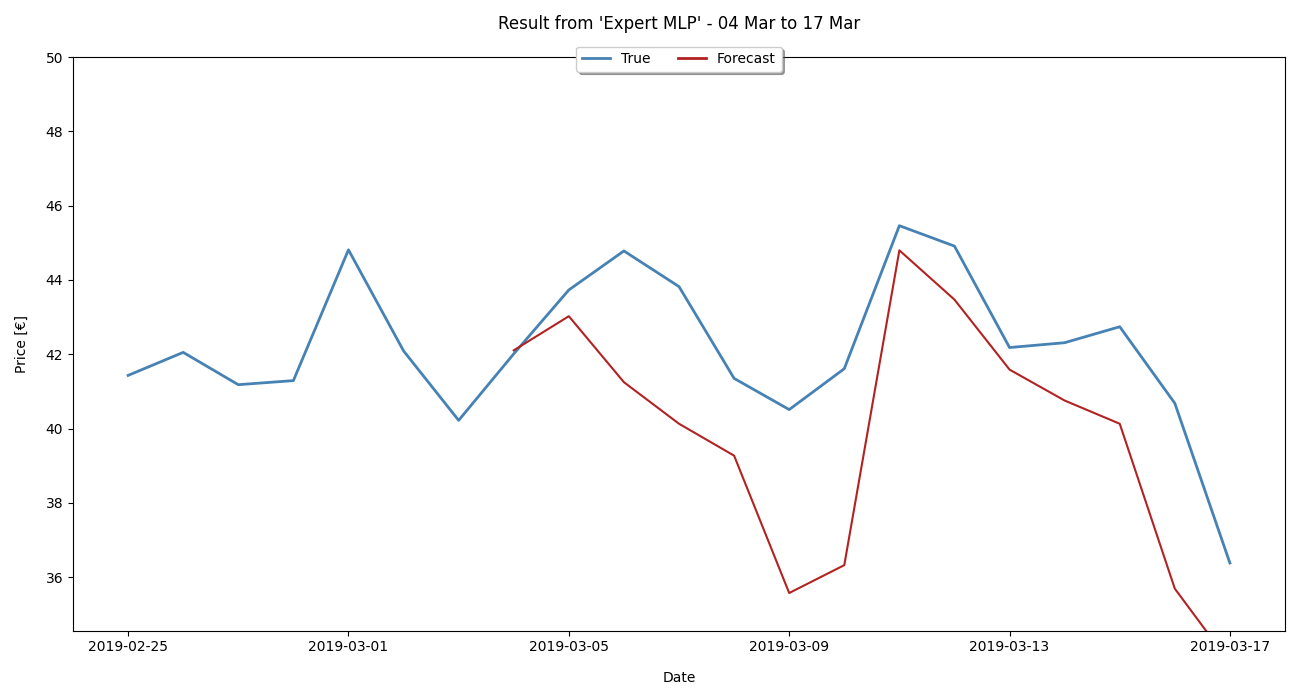 Result from 'Expert MLP' - 04 Mar to 17 Mar
True Forecast
50
48
46
44
42
40
38
36
Price [€]
2019-02-25 2019-03-01 2019-03-05 2019-03-09 2019-03-13 2019-03-17
Date